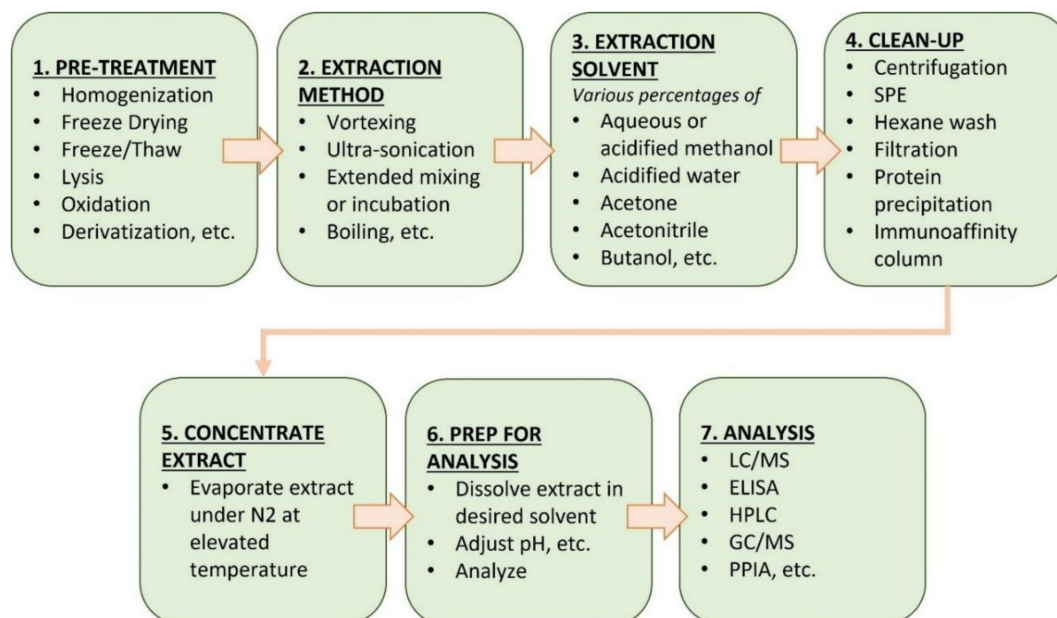 1. PRE-TREATMENT
• Homogenization
• Freeze Drying
• Freeze/Thaw
• Lysis
• Oxidation
• Derivatization, etc.
2. EXTRACTION
METHOD
• Vortexing
• Ultra-sonication
• Extended mixing
or incubation
• Boiling, etc.
3. EXTRACTION
SOLVENT
Various percentages of
• Aqueous or
acidified methanol
• Acidified water
• Acetone
• Acetonitrile
• Butanol, etc.
4. CLEAN-UP
• Centrifugation
• SPE
• Hexane wash
• Filtration
• Protein
precipitation
• Immunoaffinity
column
5. CONCENTRATE
EXTRACT
• Evaporate extract
under N2 at
elevated
temperature
6. PREP FOR
ANALYSIS
• Dissolve extract in
desired solvent
• Adjust pH, etc.
• Analyze
7. ANALYSIS
• LC/MS
• ELISA
• HPLC
• GC/MS
• PPIA, etc.